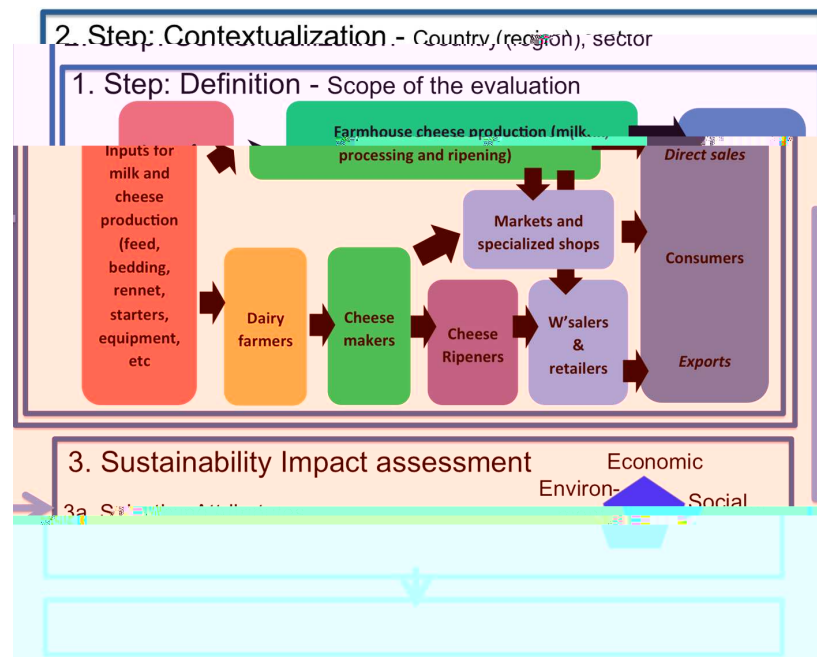 2. Step: Contextualization - Country (region), sector
1. Step: Definition - Scope of the evaluation
Farmhouse cheese production (milk,
processing and ripening)
Inputs for
milk and
cheese
production
(feed,
bedding,
rennet,
starters,
equipment,
etc
Dairy
farmers
Cheese
makers
Markets and
specialized shops
Cheese
Ripeners
W'salers
&
retailers
Direct sales
Consumers
Exports
3. Sustainability Impact assessment
Economic
Environ-
Social
3a.